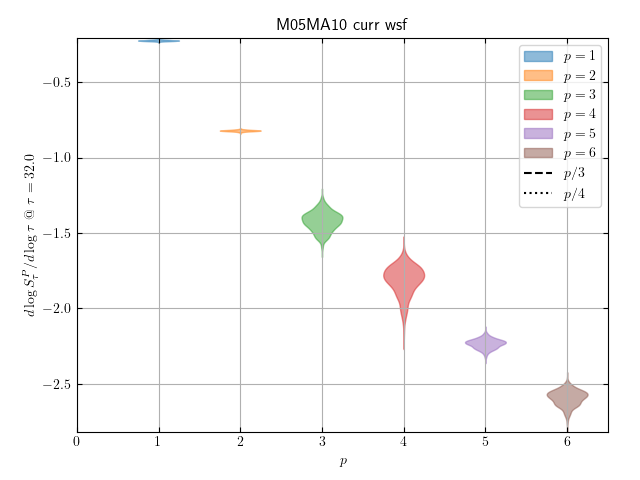 M05MA10 curr wsf
d log S_τ^P / d log τ @ τ = 32.0
−0.5
−1.0
−1.5
−2.0
−2.5
0 1 2 3 4 5 6
p
p = 1
p = 2
p = 3
p = 4
p = 5
p = 6
p/3
p/4